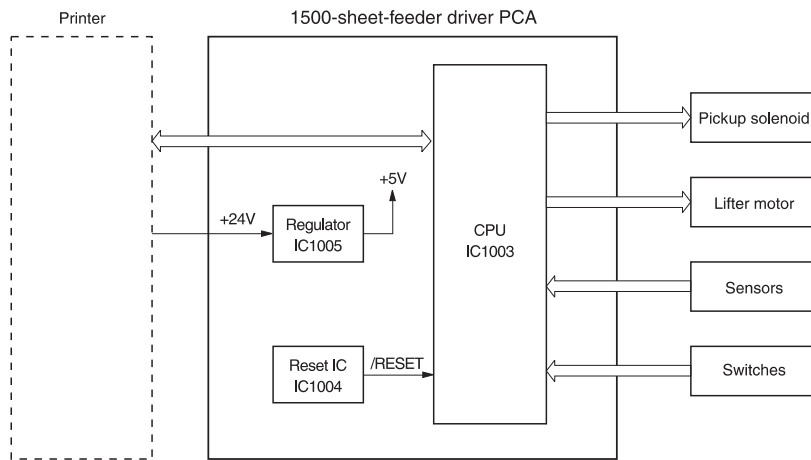 Printer
1500-sheet-feeder driver PCA
Pickup solenoid
+5V
+24V
Regulator
IC1005
Lifter motor
CPU
IC1003
Sensors
Reset IC
IC1004
/RESET
Switches